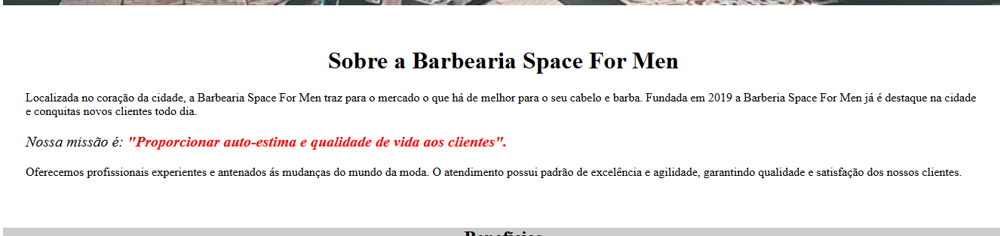 Sobre a Barbearia Space For Men
Localizada no coração da cidade, a Barbearia Space For Men traz para o mercado o que há de melhor para o seu cabelo e barba. Fundada em 2019 a Barberia Space For Men já é destaque na cidade
e conquitas novos clientes todo dia.
Nossa missão é: "Proporcionar auto-estima e qualidade de vida aos clientes".
Oferecemos profissionais experientes e antenados ás mudanças do mundo da moda. O atendimento possui padrão de excelência e agilidade, garantindo qualidade e satisfação dos nossos clientes.
Benefícios